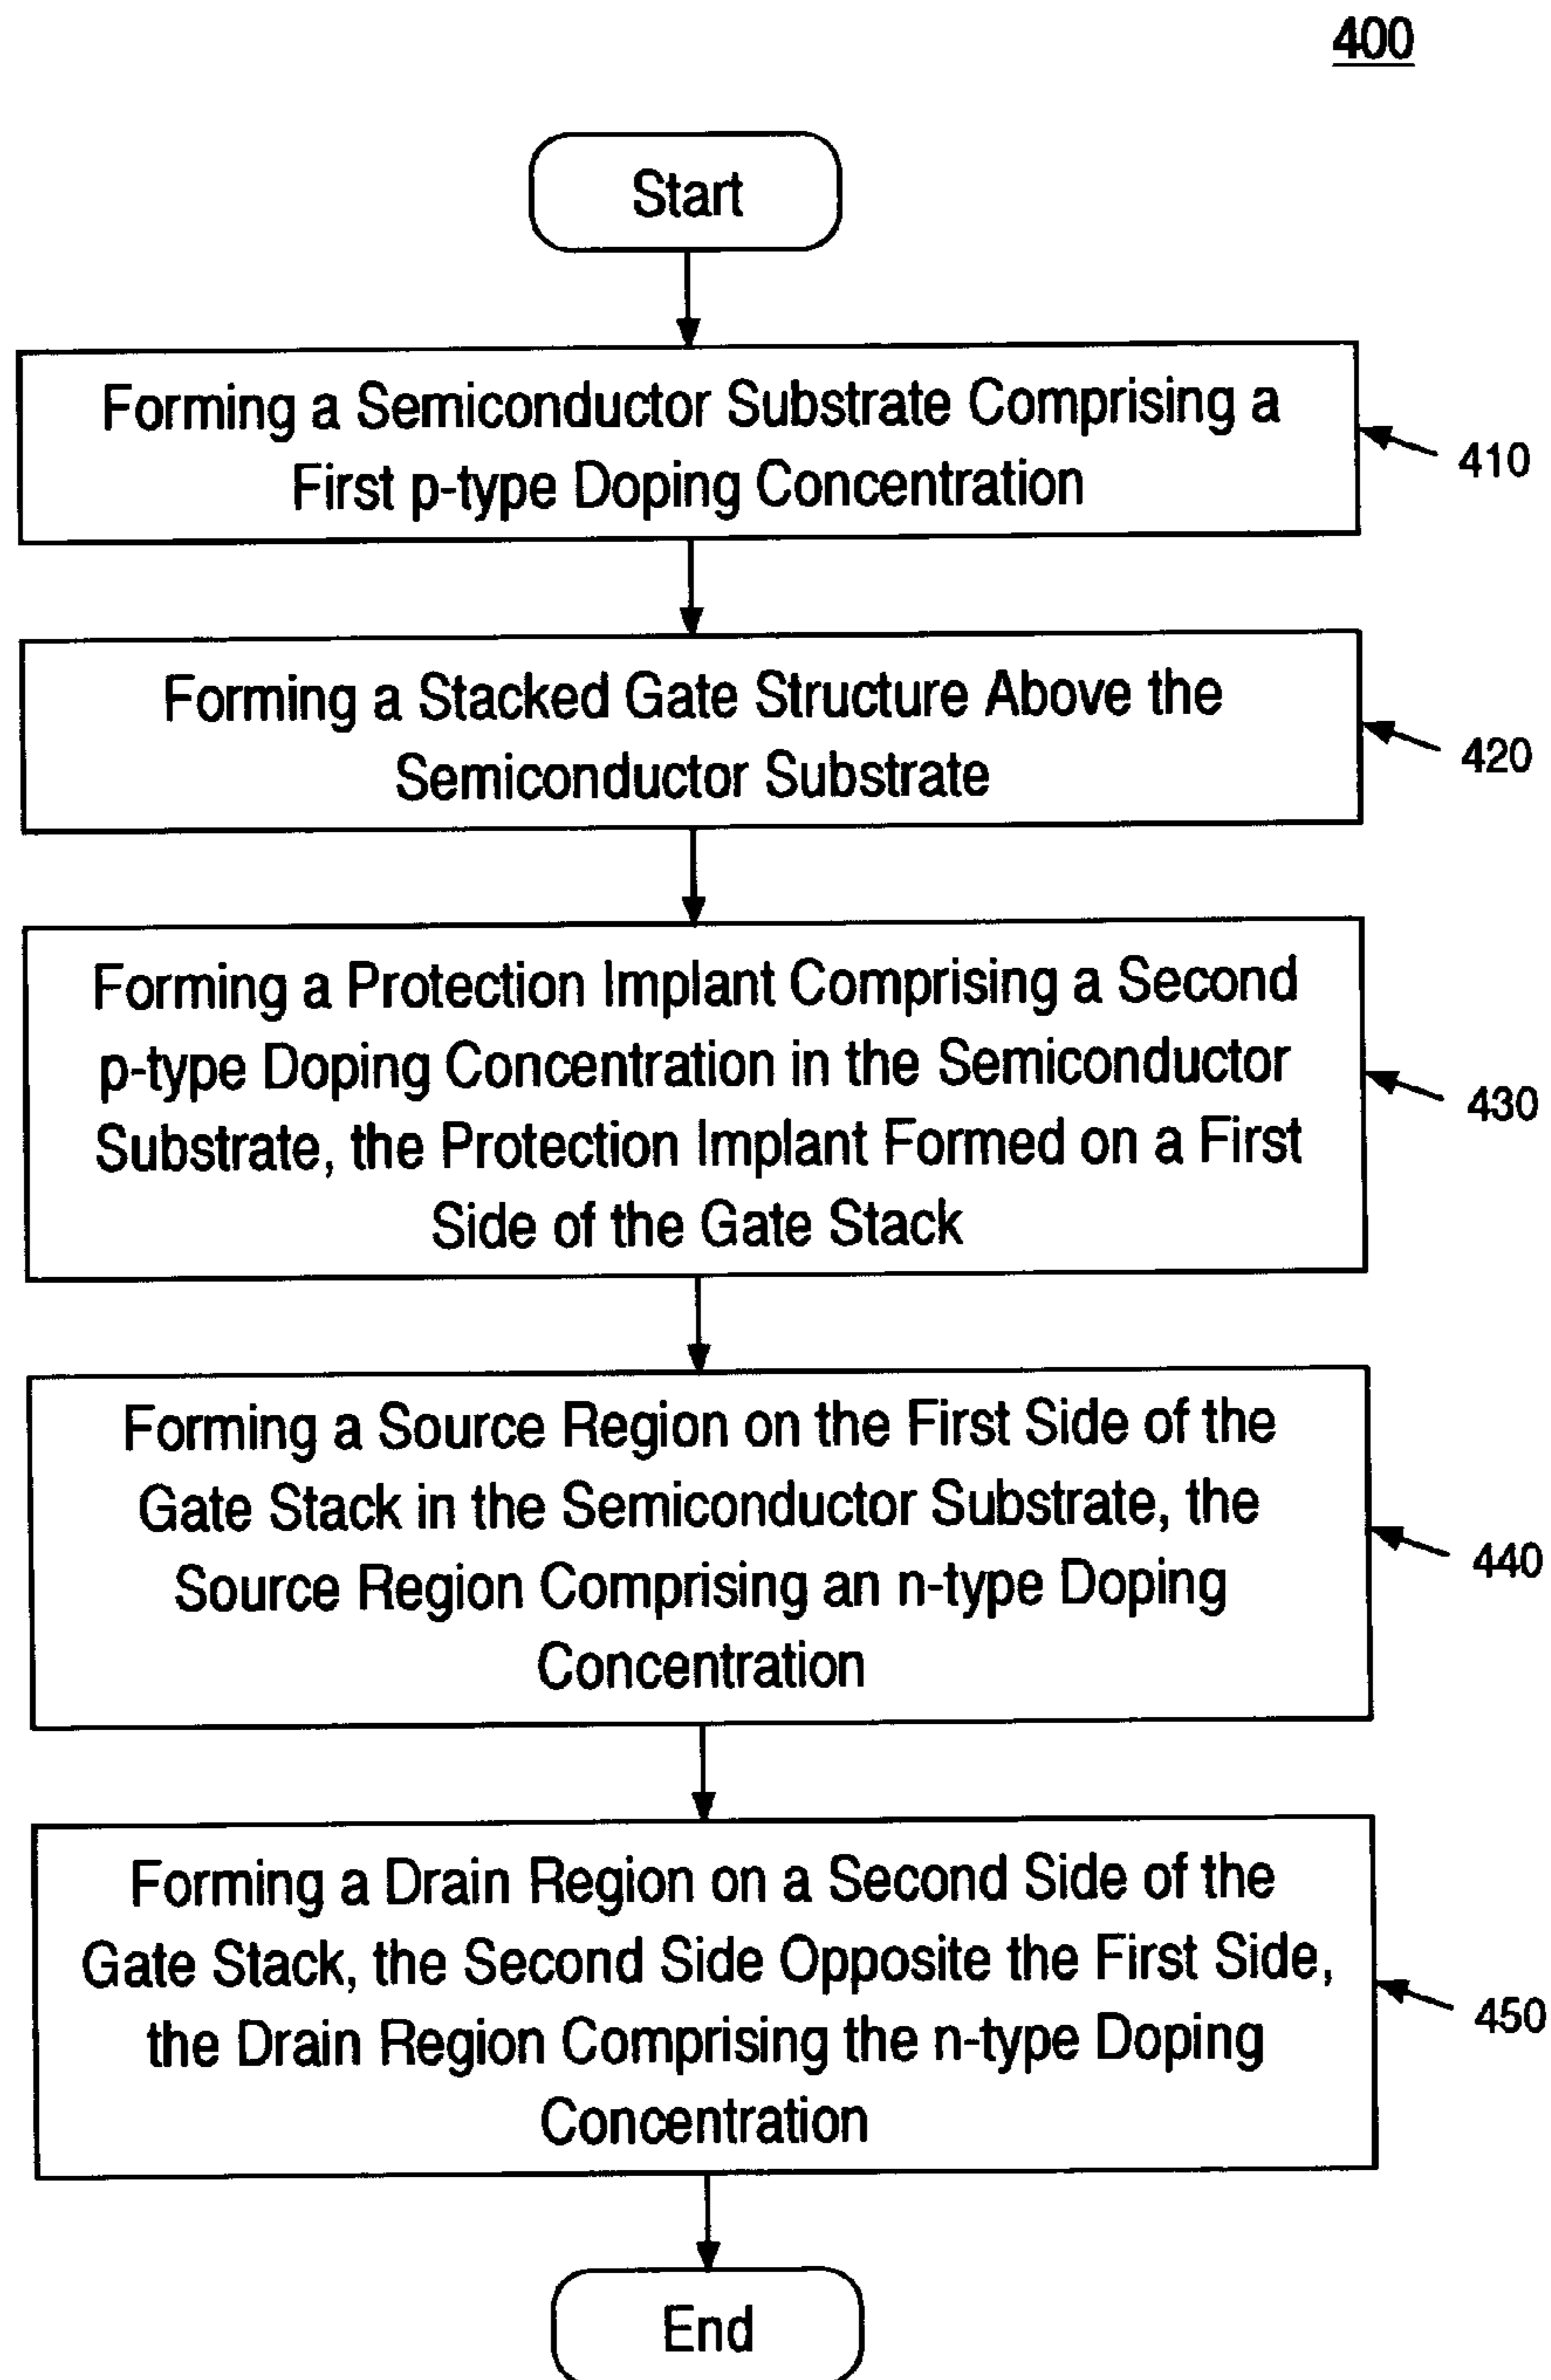 400
Start
Forming a Semiconductor Substrate Comprising a
First p-type Doping Concentration
410
Forming a Stacked Gate Structure Above the
Semiconductor Substrate
420
Forming a Protection Implant Comprising a Second
p-type Doping Concentration in the Semiconductor
Substrate, the Protection Implant Formed on a First
Side of the Gate Stack
430
Forming a Source Region on the First Side of the
Gate Stack in the Semiconductor Substrate, the
Source Region Comprising an n-type Doping
Concentration
440
Forming a Drain Region on a Second Side of the
Gate Stack, the Second Side Opposite the First Side,
the Drain Region Comprising the n-type Doping
Concentration
450
End